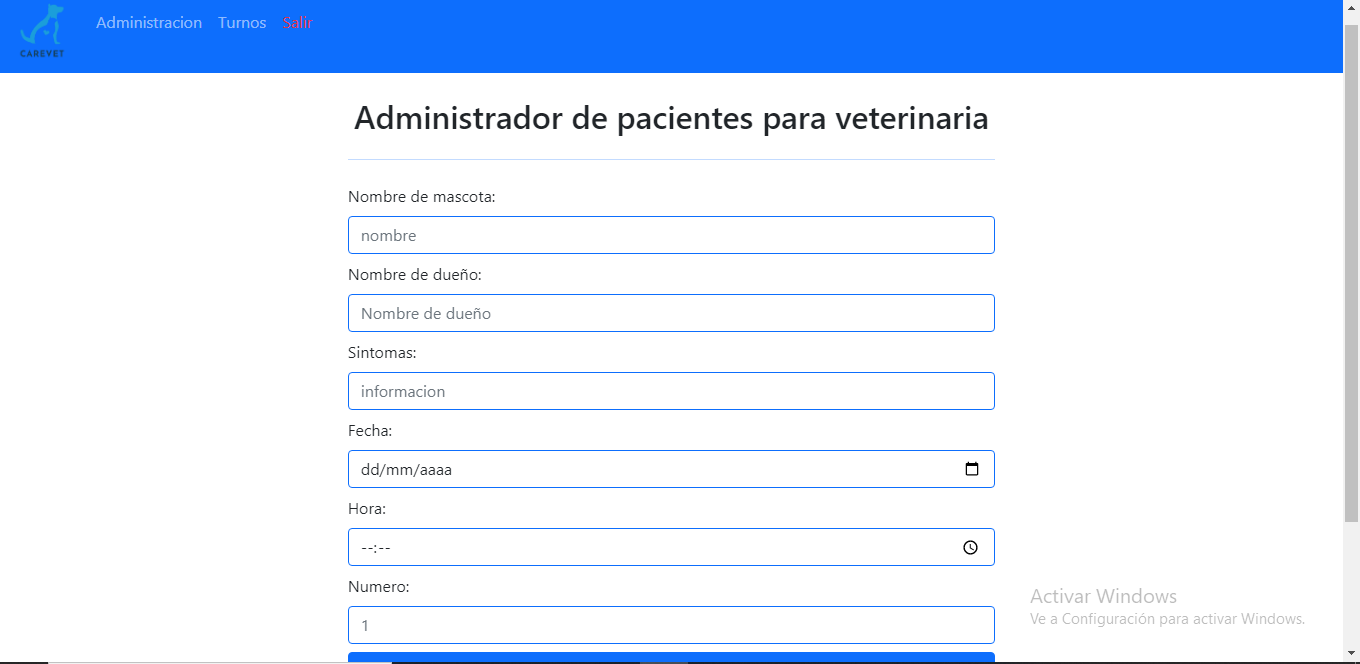 CAREVET
Administracion Turnos Salir
Administrador de pacientes para veterinaria
Nombre de mascota:
nombre
Nombre de dueño:
Nombre de dueño
Sintomas:
informacion
Fecha:
dd/mm/aaaa
Hora:
--:--
Numero:
1
Activar Windows
Ve a Configuración para activar Windows.